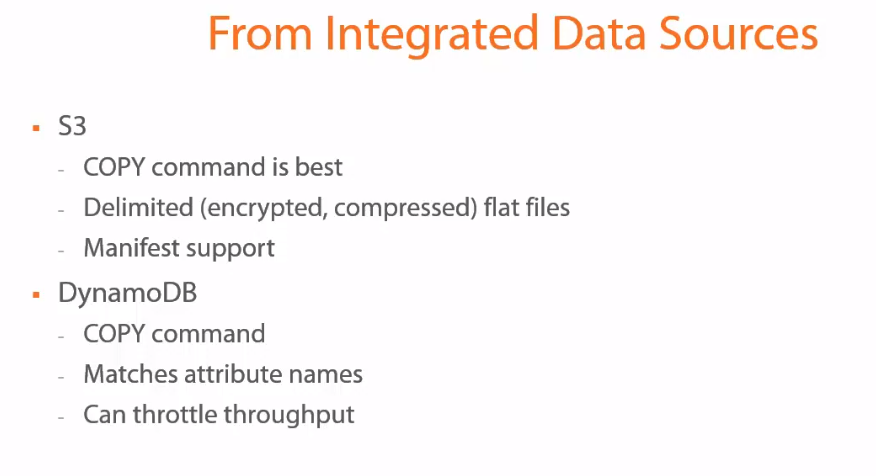 From Integrated Data Sources
▪ S3
- COPY command is best
- Delimited (encrypted, compressed) flat files
- Manifest support
▪ DynamoDB
- COPY command
- Matches attribute names
- Can throttle throughput